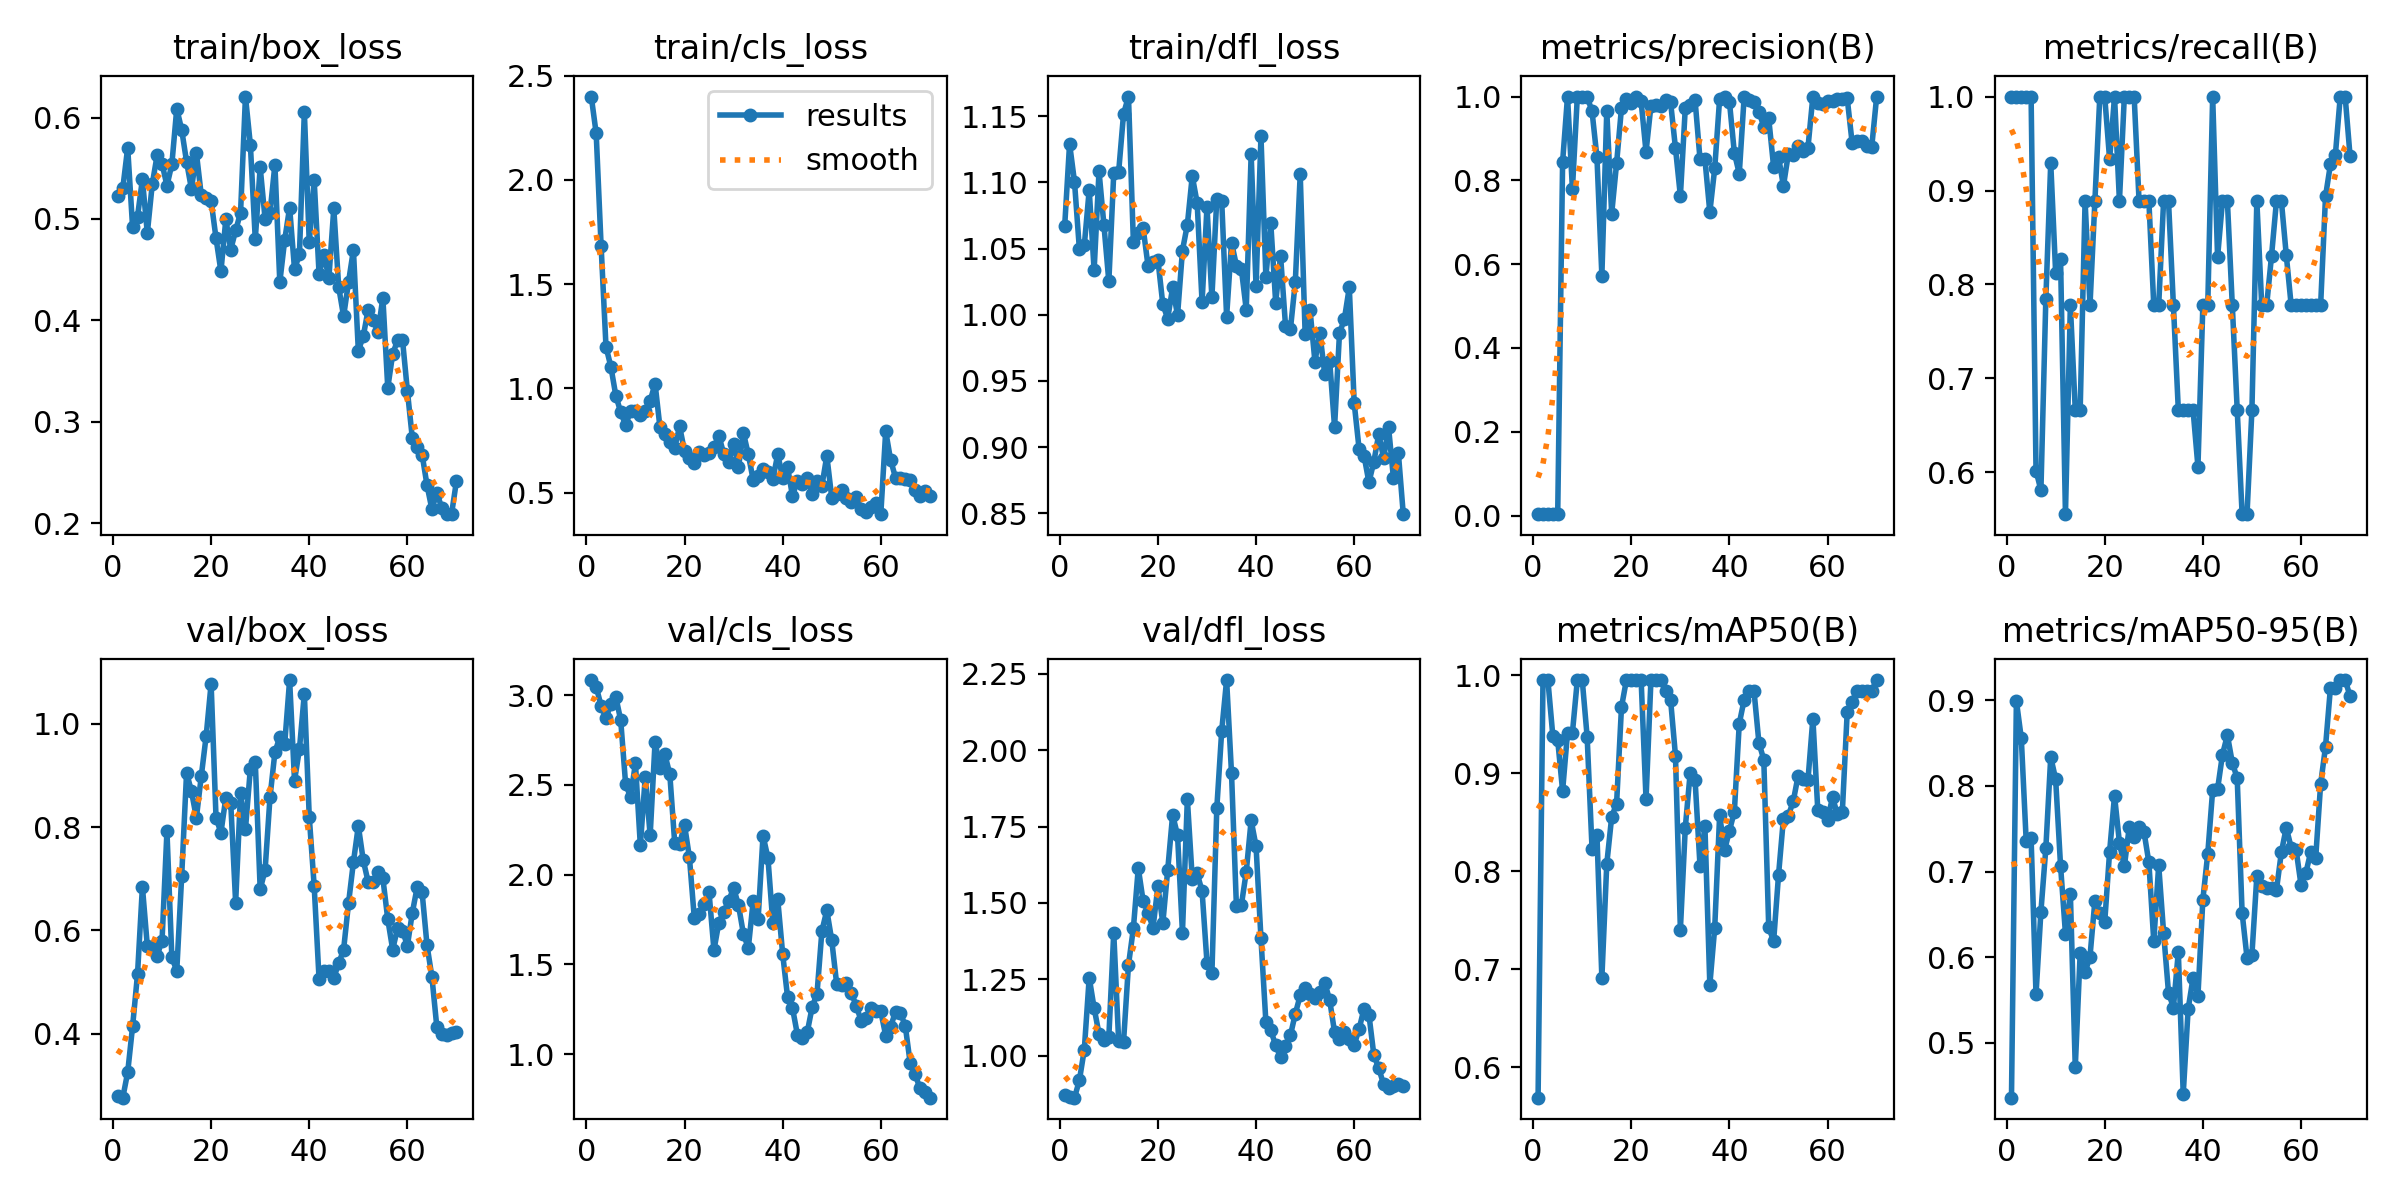 train/box_loss
0.6
0.5
0.4
0.3
0.2
0 20 40 60
train/cls_loss
results
smooth
2.5
2.0
1.5
1.0
0.5
0 20 40 60
train/dfl_loss
1.15
1.10
1.05
1.00
0.95
0.90
0.85
0 20 40 60
metrics/precision(B)
1.0
0.8
0.6
0.4
0.2
0.0
0 20 40 60
metrics/recall(B)
1.0
0.9
0.8
0.7
0.6
0 20 40 60
val/box_loss
1.0
0.8
0.6
0.4
0 20 40 60
val/cls_loss
3.0
2.5
2.0
1.5
1.0
0 20 40 60
val/dfl_loss
2.25
2.00
1.75
1.50
1.25
1.00
0 20 40 60
metrics/mAP50(B)
1.0
0.9
0.8
0.7
0.6
0 20 40 60
metrics/mAP50-95(B)
0.9
0.8
0.7
0.6
0.5
0 20 40 60